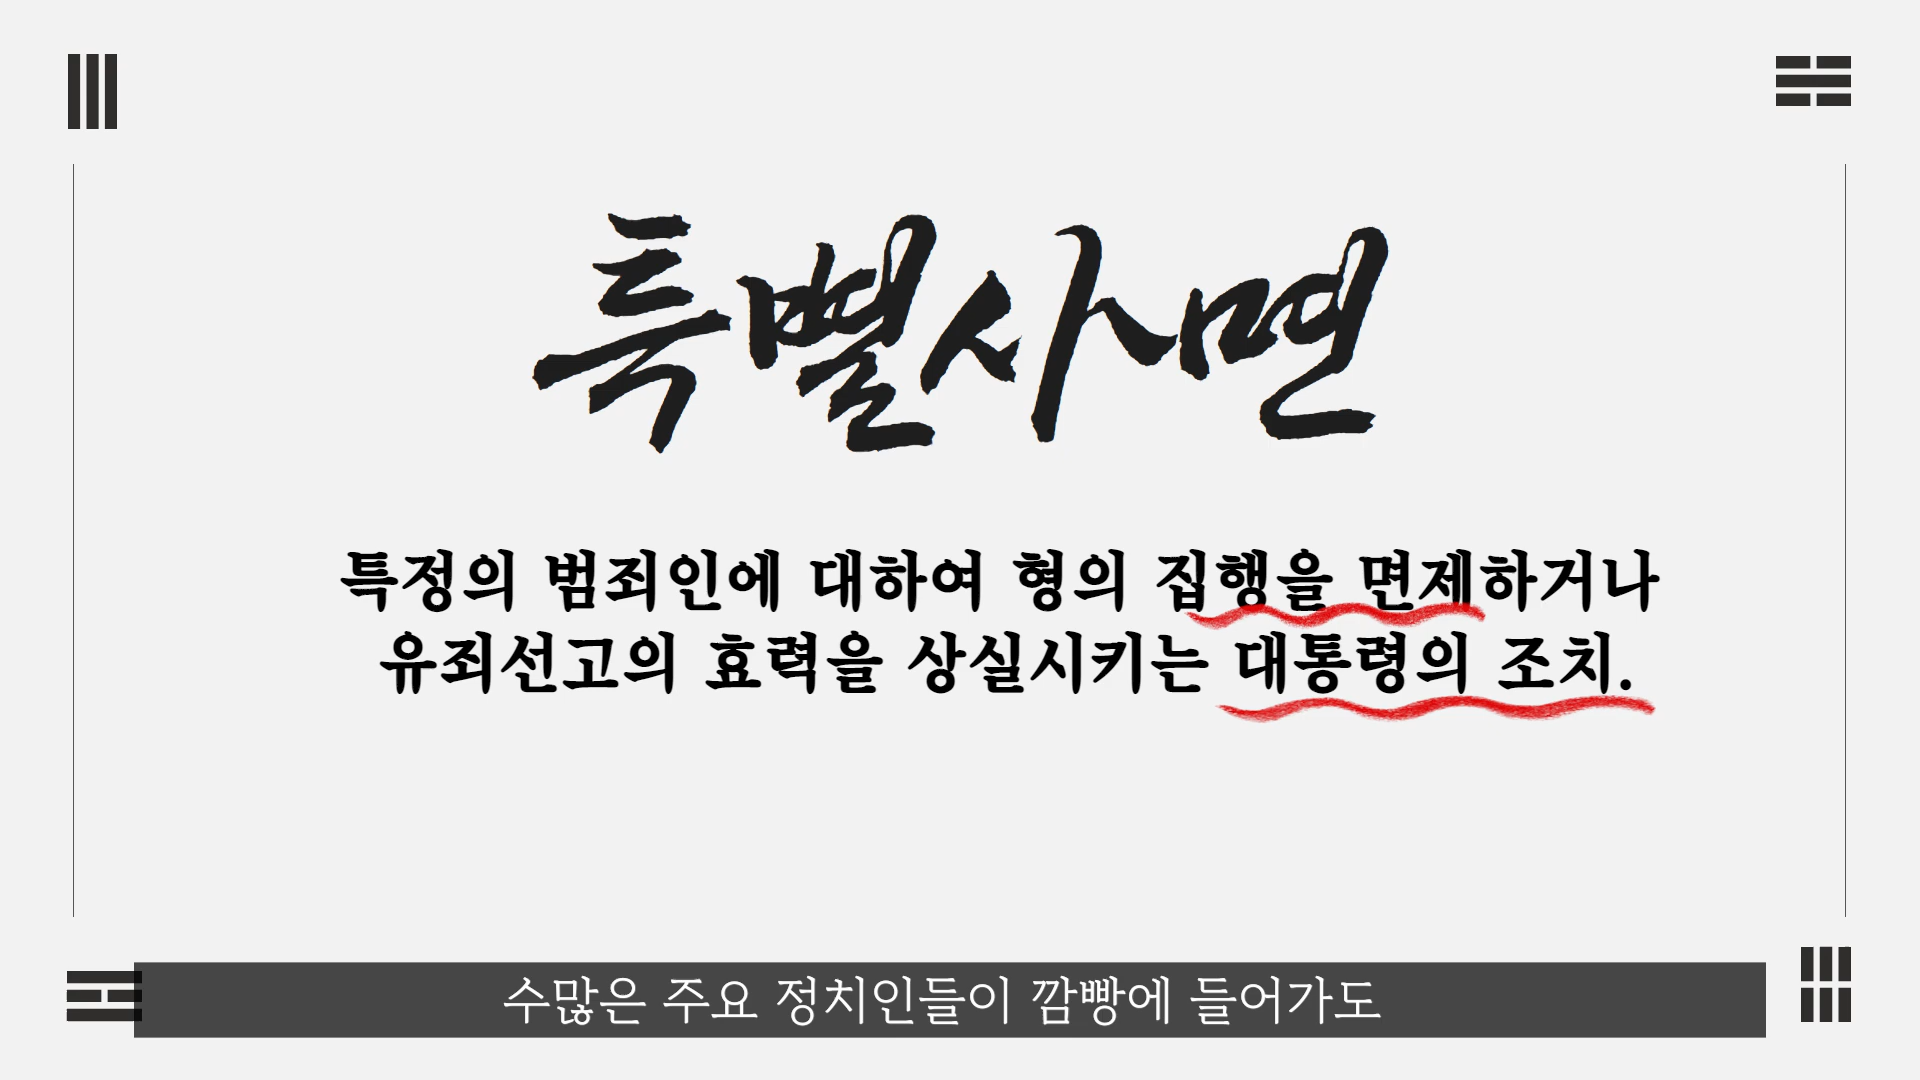 특별사면
특정의 범죄인에 대하여 형의 집행을 면제하거나
유죄선고의 효력을 상실시키는 대통령의 조치.
수많은 주요 정치인들이 깜빵에 들어가도